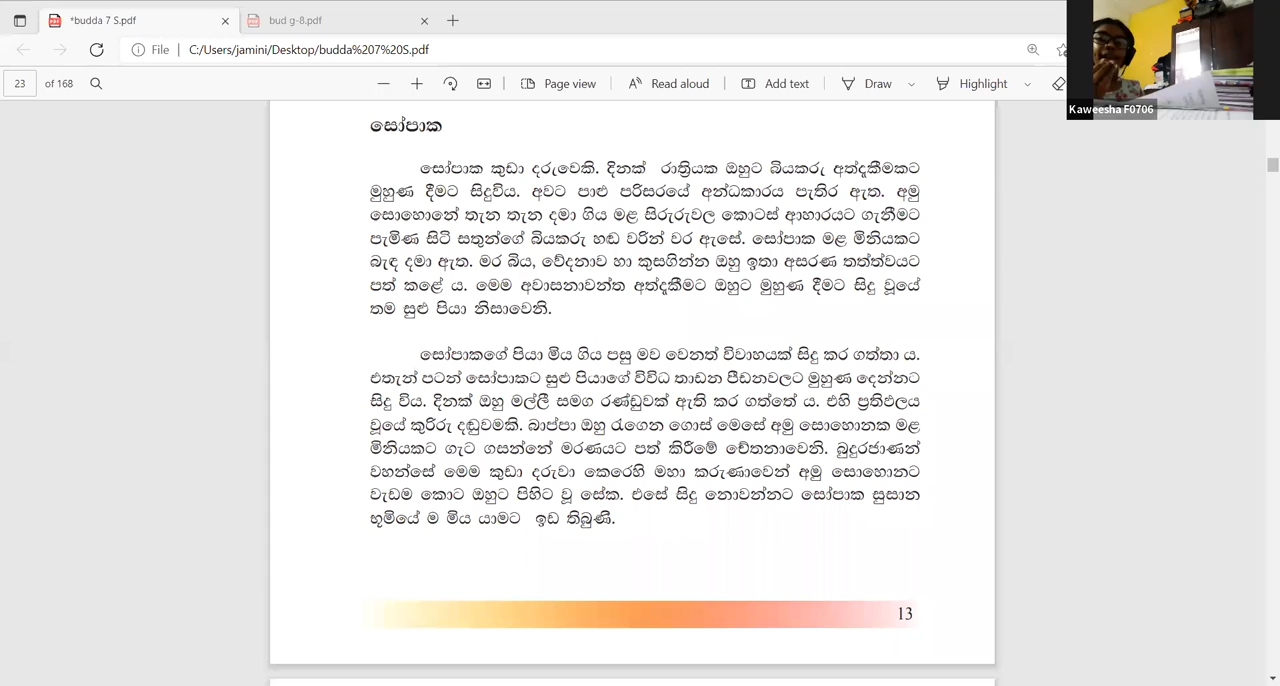 *budda 7 S.pdf
bud g-8.pdf
File
C:/Users/jamini/Desktop/budda%207%20S.pdf
23 of 168
Page view
Read aloud
Add text
Draw
Highlight
Kaweesha F0706
සෝපාක
සෝපාක කුඩා දරුවෙකි. දිනක් රාත්‍රියක ඔහුට බියකරු අත්දැකීමකට
මුහුණ දීමට සිදුවිය. අවට පාළු පරිසරයේ අන්ධකාරය පැතිර ඇත. අමු
සොහොනේ තැන තැන දමා ගිය මළ සිරුරුවල කොටස් ආහාරයට ගැනීමට
පැමිණ සිටි සතුන්ගේ බියකරු හඬ වරින් වර ඇසේ. සෝපාක මළ මිනියකට
බැඳ දමා ඇත. මර බිය, වේදනාව හා කුසගින්න ඔහු ඉතා අසරණ තත්ත්වයට
පත් කළේ ය. මෙම අවාසනාවන්ත අත්දැකීමට ඔහුට මුහුණ දීමට සිදු වූයේ
තම සුළු පියා නිසාවෙනි.
සෝපාකගේ පියා මිය ගිය පසු මව වෙනත් විවාහයක් සිදු කර ගත්තා ය.
එතැන් පටන් සෝපාකට සුළු පියාගේ විවිධ තාඩන පීඩනවලට මුහුණ දෙන්නට
සිදු විය. දිනක් ඔහු මල්ලී සමග රණ්ඩුවක් ඇති කර ගත්තේ ය. එහි ප්‍රතිඵලය
වූයේ කුරිරු දඬුවමකි. බාප්පා ඔහු රැගෙන ගොස් මෙසේ අමු සොහොනක මළ
මිනියකට ගැට ගසන්නේ මරණයට පත් කිරීමේ චේතනාවෙනි. බුදුරජාණන්
වහන්සේ මෙම කුඩා දරුවා කෙරෙහි මහා කරුණාවෙන් අමු සොහොනට
වැඩම කොට ඔහුට පිහිට වූ සේක. එසේ සිදු නොවන්නට සෝපාක සුසාන
භූමියේ ම මිය යාමට ඉඩ තිබුණි.
13